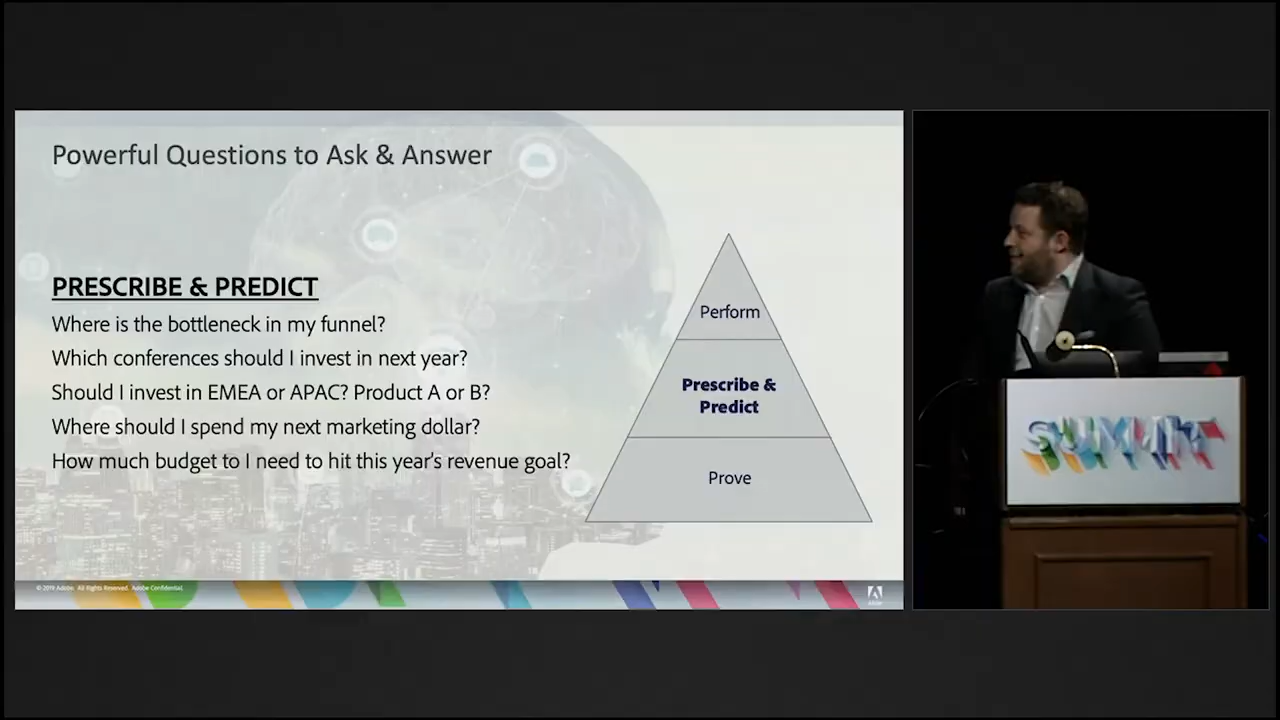 Powerful Questions to Ask & Answer
PRESCRIBE & PREDICT
Where is the bottleneck in my funnel?
Which conferences should I invest in next year?
Should I invest in EMEA or APAC? Product A or B?
Where should I spend my next marketing dollar?
How much budget to I need to hit this year's revenue goal?
Perform
Prescribe &
Predict
Prove
18
© 2019 Adobe. All Rights Reserved. Adobe Confidential.
Adobe
SUMMIT